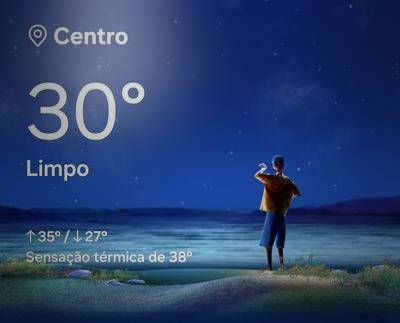 Centro
30°
Limpo
↑35° / ↓27°
Sensação térmica de 38°